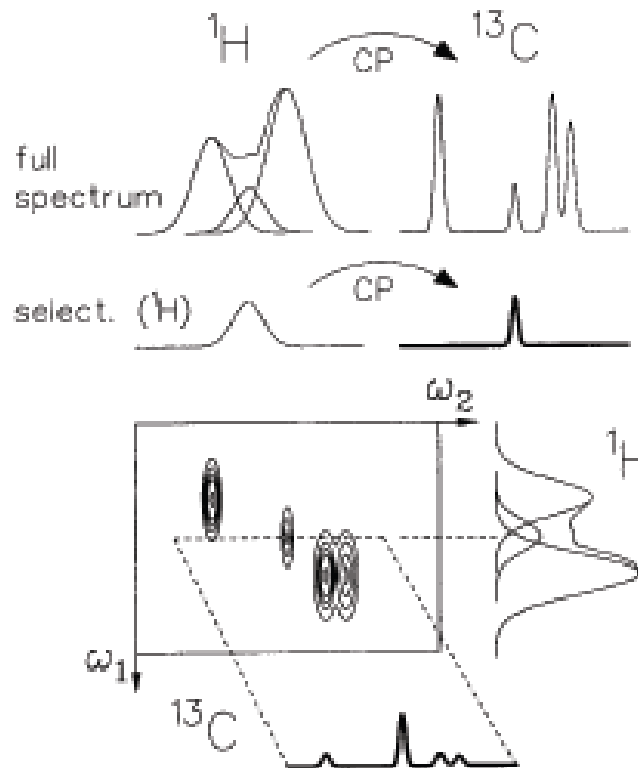 ¹H CP ¹³C
full
spectrum
CP
select. (¹H)
ω₂
¹H
ω₁
¹³C